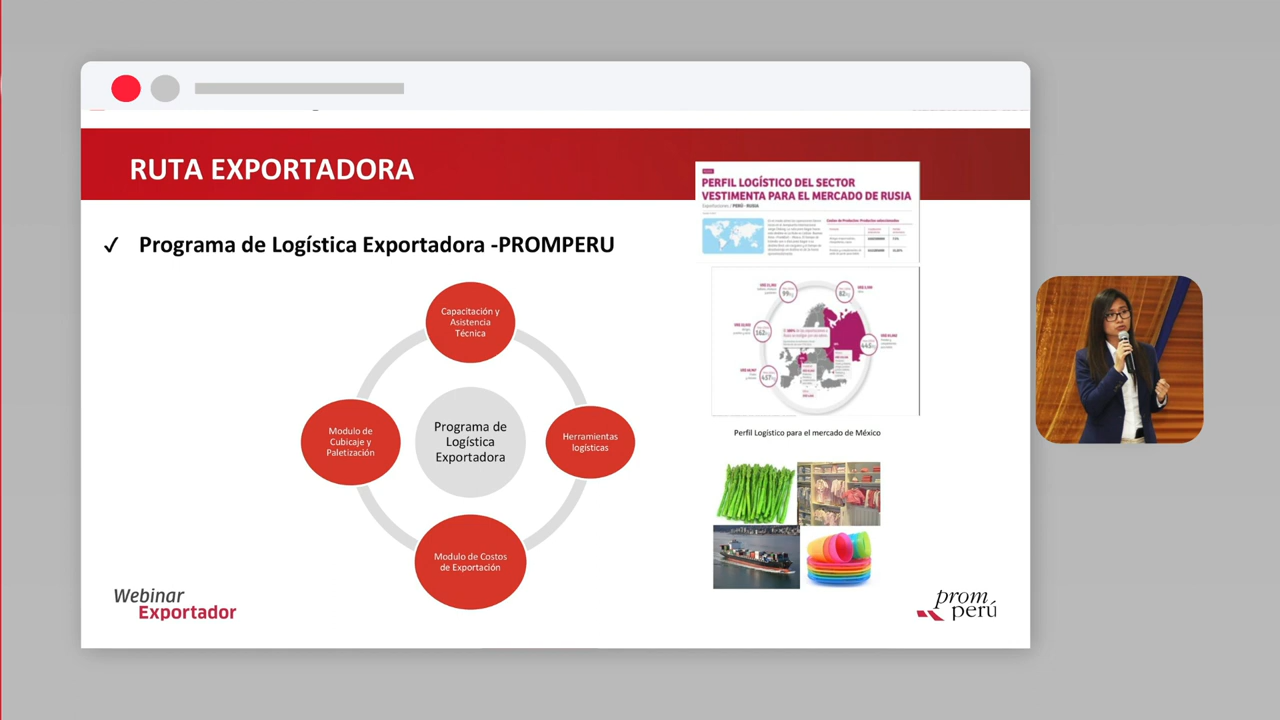 RUTA EXPORTADORA
✓ Programa de Logística Exportadora -PROMPERU
PERFIL LOGÍSTICO DEL SECTOR
VESTIMENTA PARA EL MERCADO DE RUSIA
Capacitación y
Asistencia
Técnica
Modulo de
Cubicaje y
Paletización
Programa de
Logística
Exportadora
Herramientas
logísticas
Modulo de Costos
de Exportación
Perfil Logístico para el mercado de México
Webinar
Exportador
prom
perú